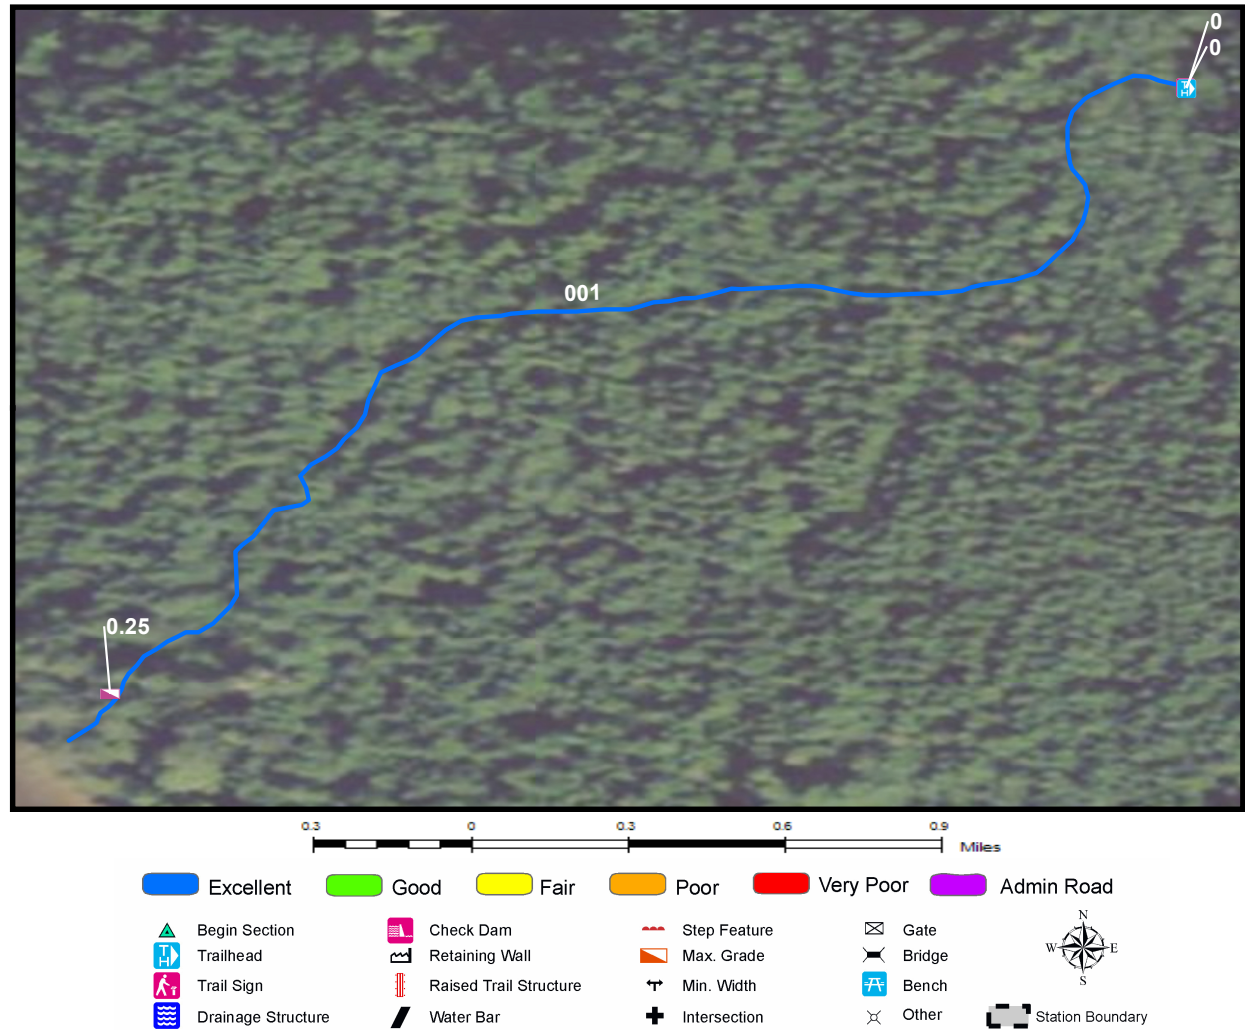 0
0
001
0.25
0.3 0 0.3 0.6 0.9
Miles
Excellent Good Fair Poor Very Poor Admin Road
Begin Section Check Dam Step Feature Gate
Trailhead Retaining Wall Max. Grade Bridge
Trail Sign Raised Trail Structure Min. Width Bench
Drainage Structure Water Bar Intersection Other Station Boundary
N
W E
S
TH
TH